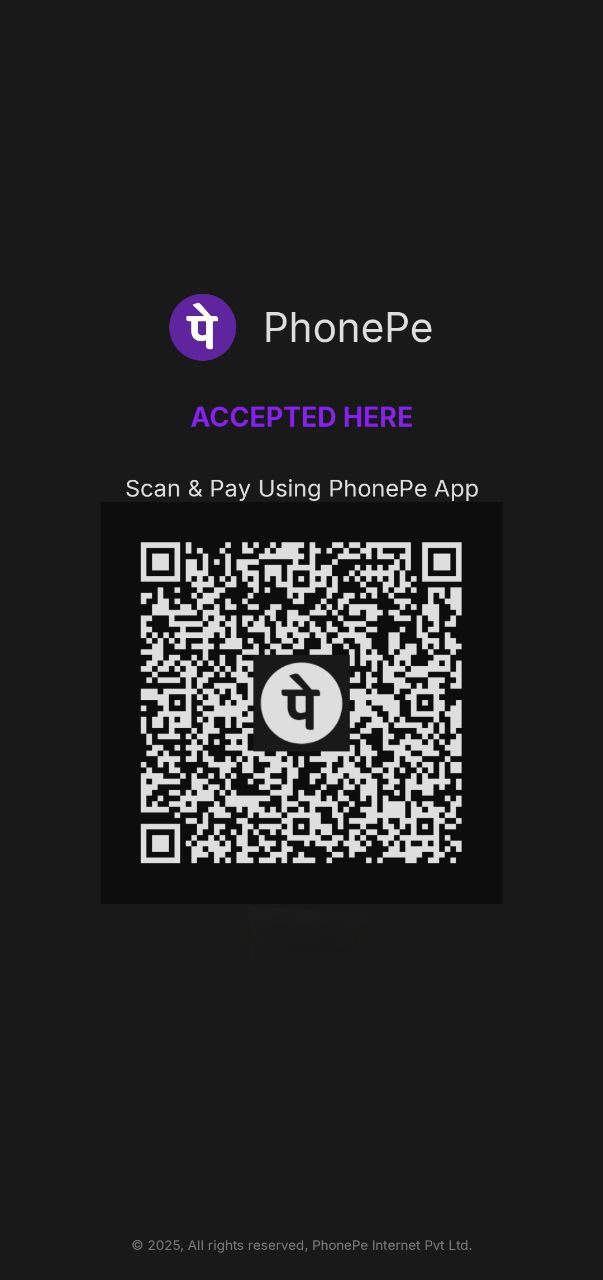 पे PhonePe
ACCEPTED HERE
Scan & Pay Using PhonePe App
पे
© 2025, All rights reserved, PhonePe Internet Pvt Ltd.